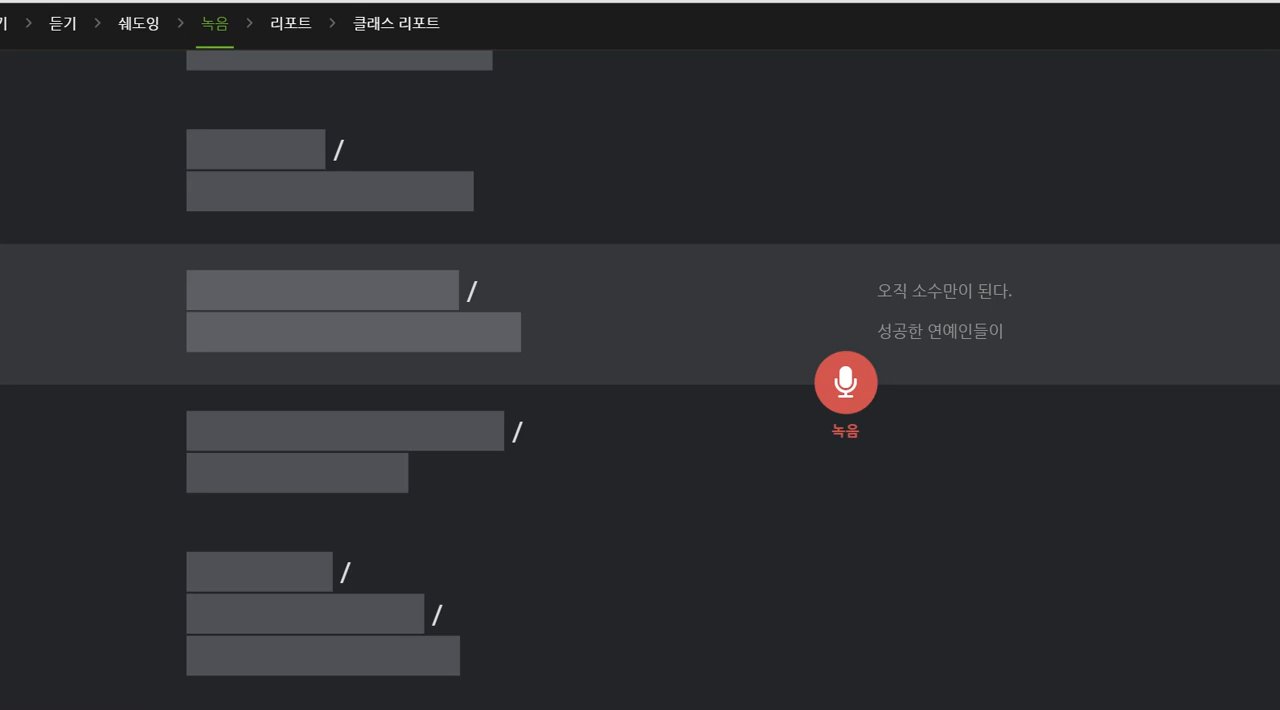 기 > 듣기 > 쉐도잉 > 녹음 > 리포트 > 클래스 리포트
/
/
오직 소수만이 된다.
성공한 연예인들이
녹음
/
/
/